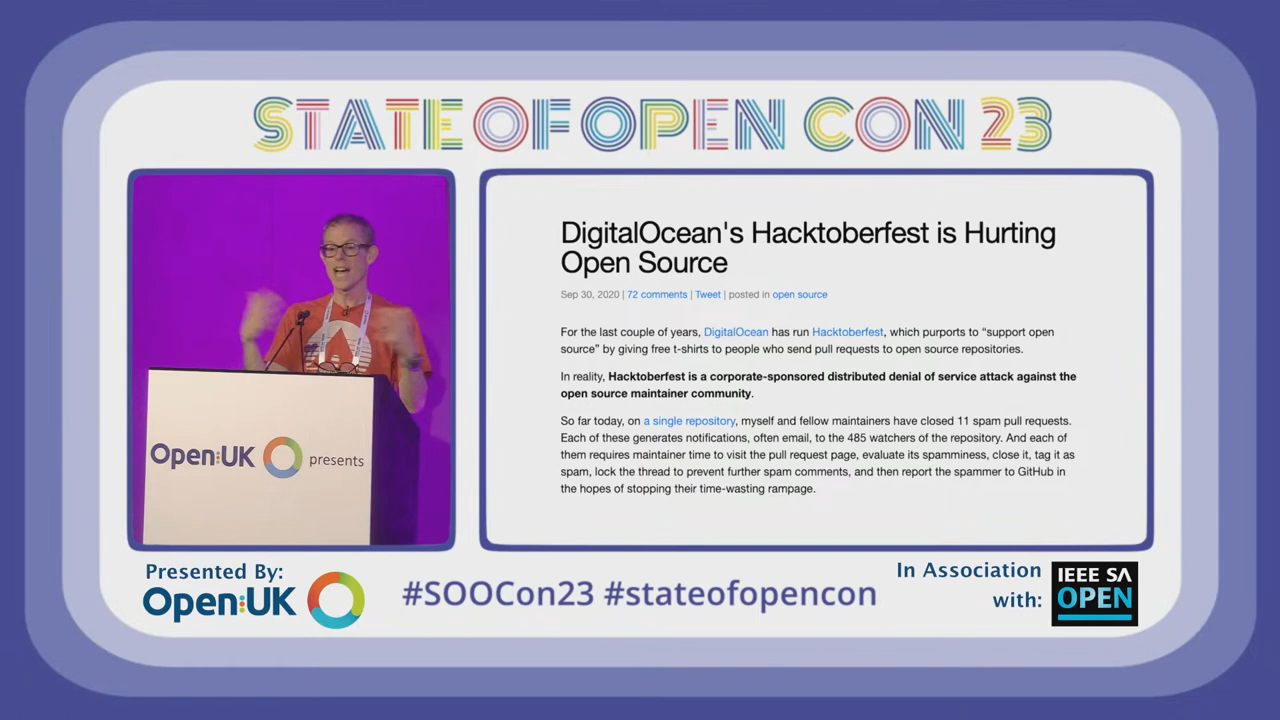 STATE OF OPEN CON 23
OpenUK presents
DigitalOcean's Hacktoberfest is Hurting
Open Source
Sep 30, 2020 | 72 comments | Tweet | posted in open source
For the last couple of years, DigitalOcean has run Hacktoberfest, which purports to “support open
source” by giving free t-shirts to people who send pull requests to open source repositories.
In reality, Hacktoberfest is a corporate-sponsored distributed denial of service attack against the
open source maintainer community.
So far today, on a single repository, myself and fellow maintainers have closed 11 spam pull requests.
Each of these generates notifications, often email, to the 485 watchers of the repository. And each of
them requires maintainer time to visit the pull request page, evaluate its spamminess, close it, tag it as
spam, lock the thread to prevent further spam comments, and then report the spammer to GitHub in
the hopes of stopping their time-wasting rampage.
Presented By:
Open:UK
#SOOCon23 #stateofopencon
In Association
with:
IEEE SA
OPEN